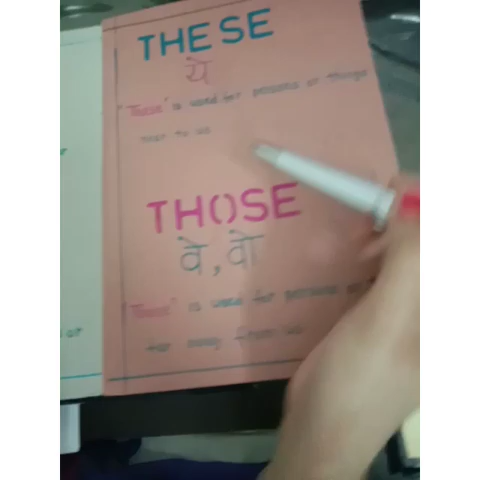 THESE
ये
"These" is used for persons or things
near to us
THOSE
वे, वो
is used for persons
far away from us
or